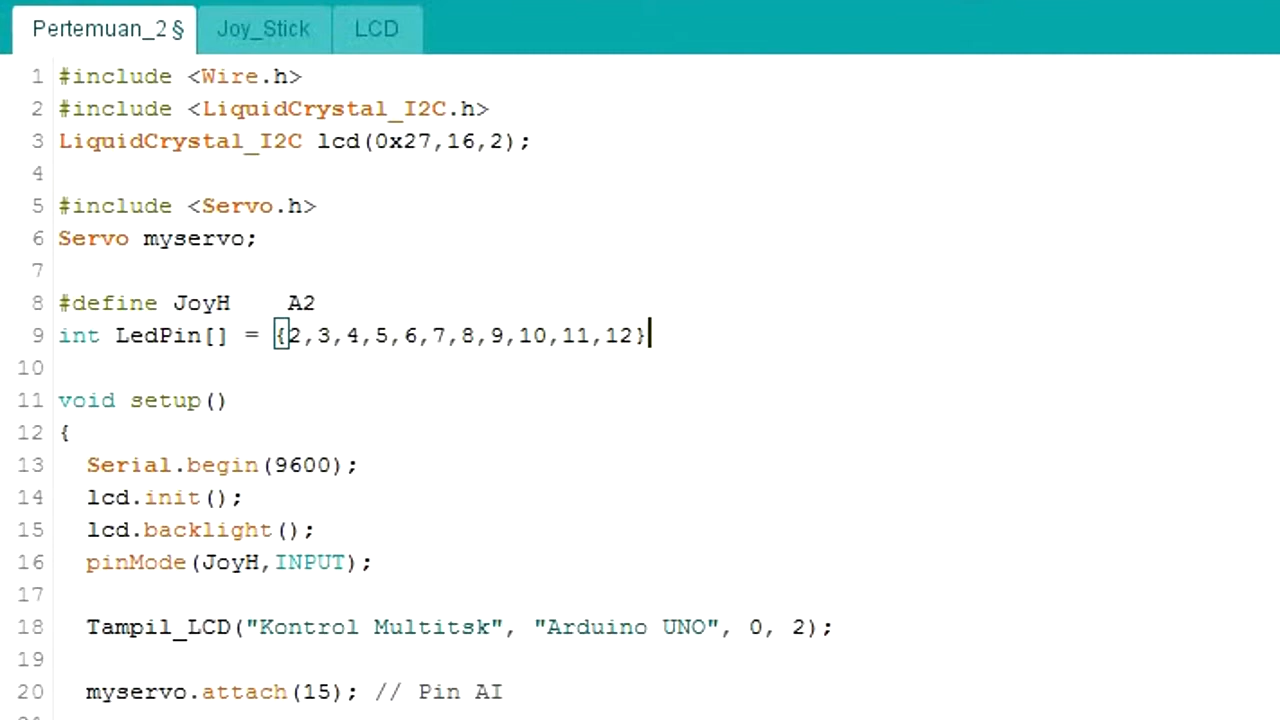 Pertemuan_2 § Joy_Stick LCD
1 #include <Wire.h>
2 #include <LiquidCrystal_I2C.h>
3 LiquidCrystal_I2C lcd(0x27,16,2);
4
5 #include <Servo.h>
6 Servo myservo;
7
8 #define JoyH    A2
9 int LedPin[] = {2,3,4,5,6,7,8,9,10,11,12}
10
11 void setup()
12 {
13   Serial.begin(9600);
14   lcd.init();
15   lcd.backlight();
16   pinMode(JoyH,INPUT);
17
18   Tampil_LCD("Kontrol Multitsk", "Arduino UNO", 0, 2);
19
20   myservo.attach(15); // Pin AI